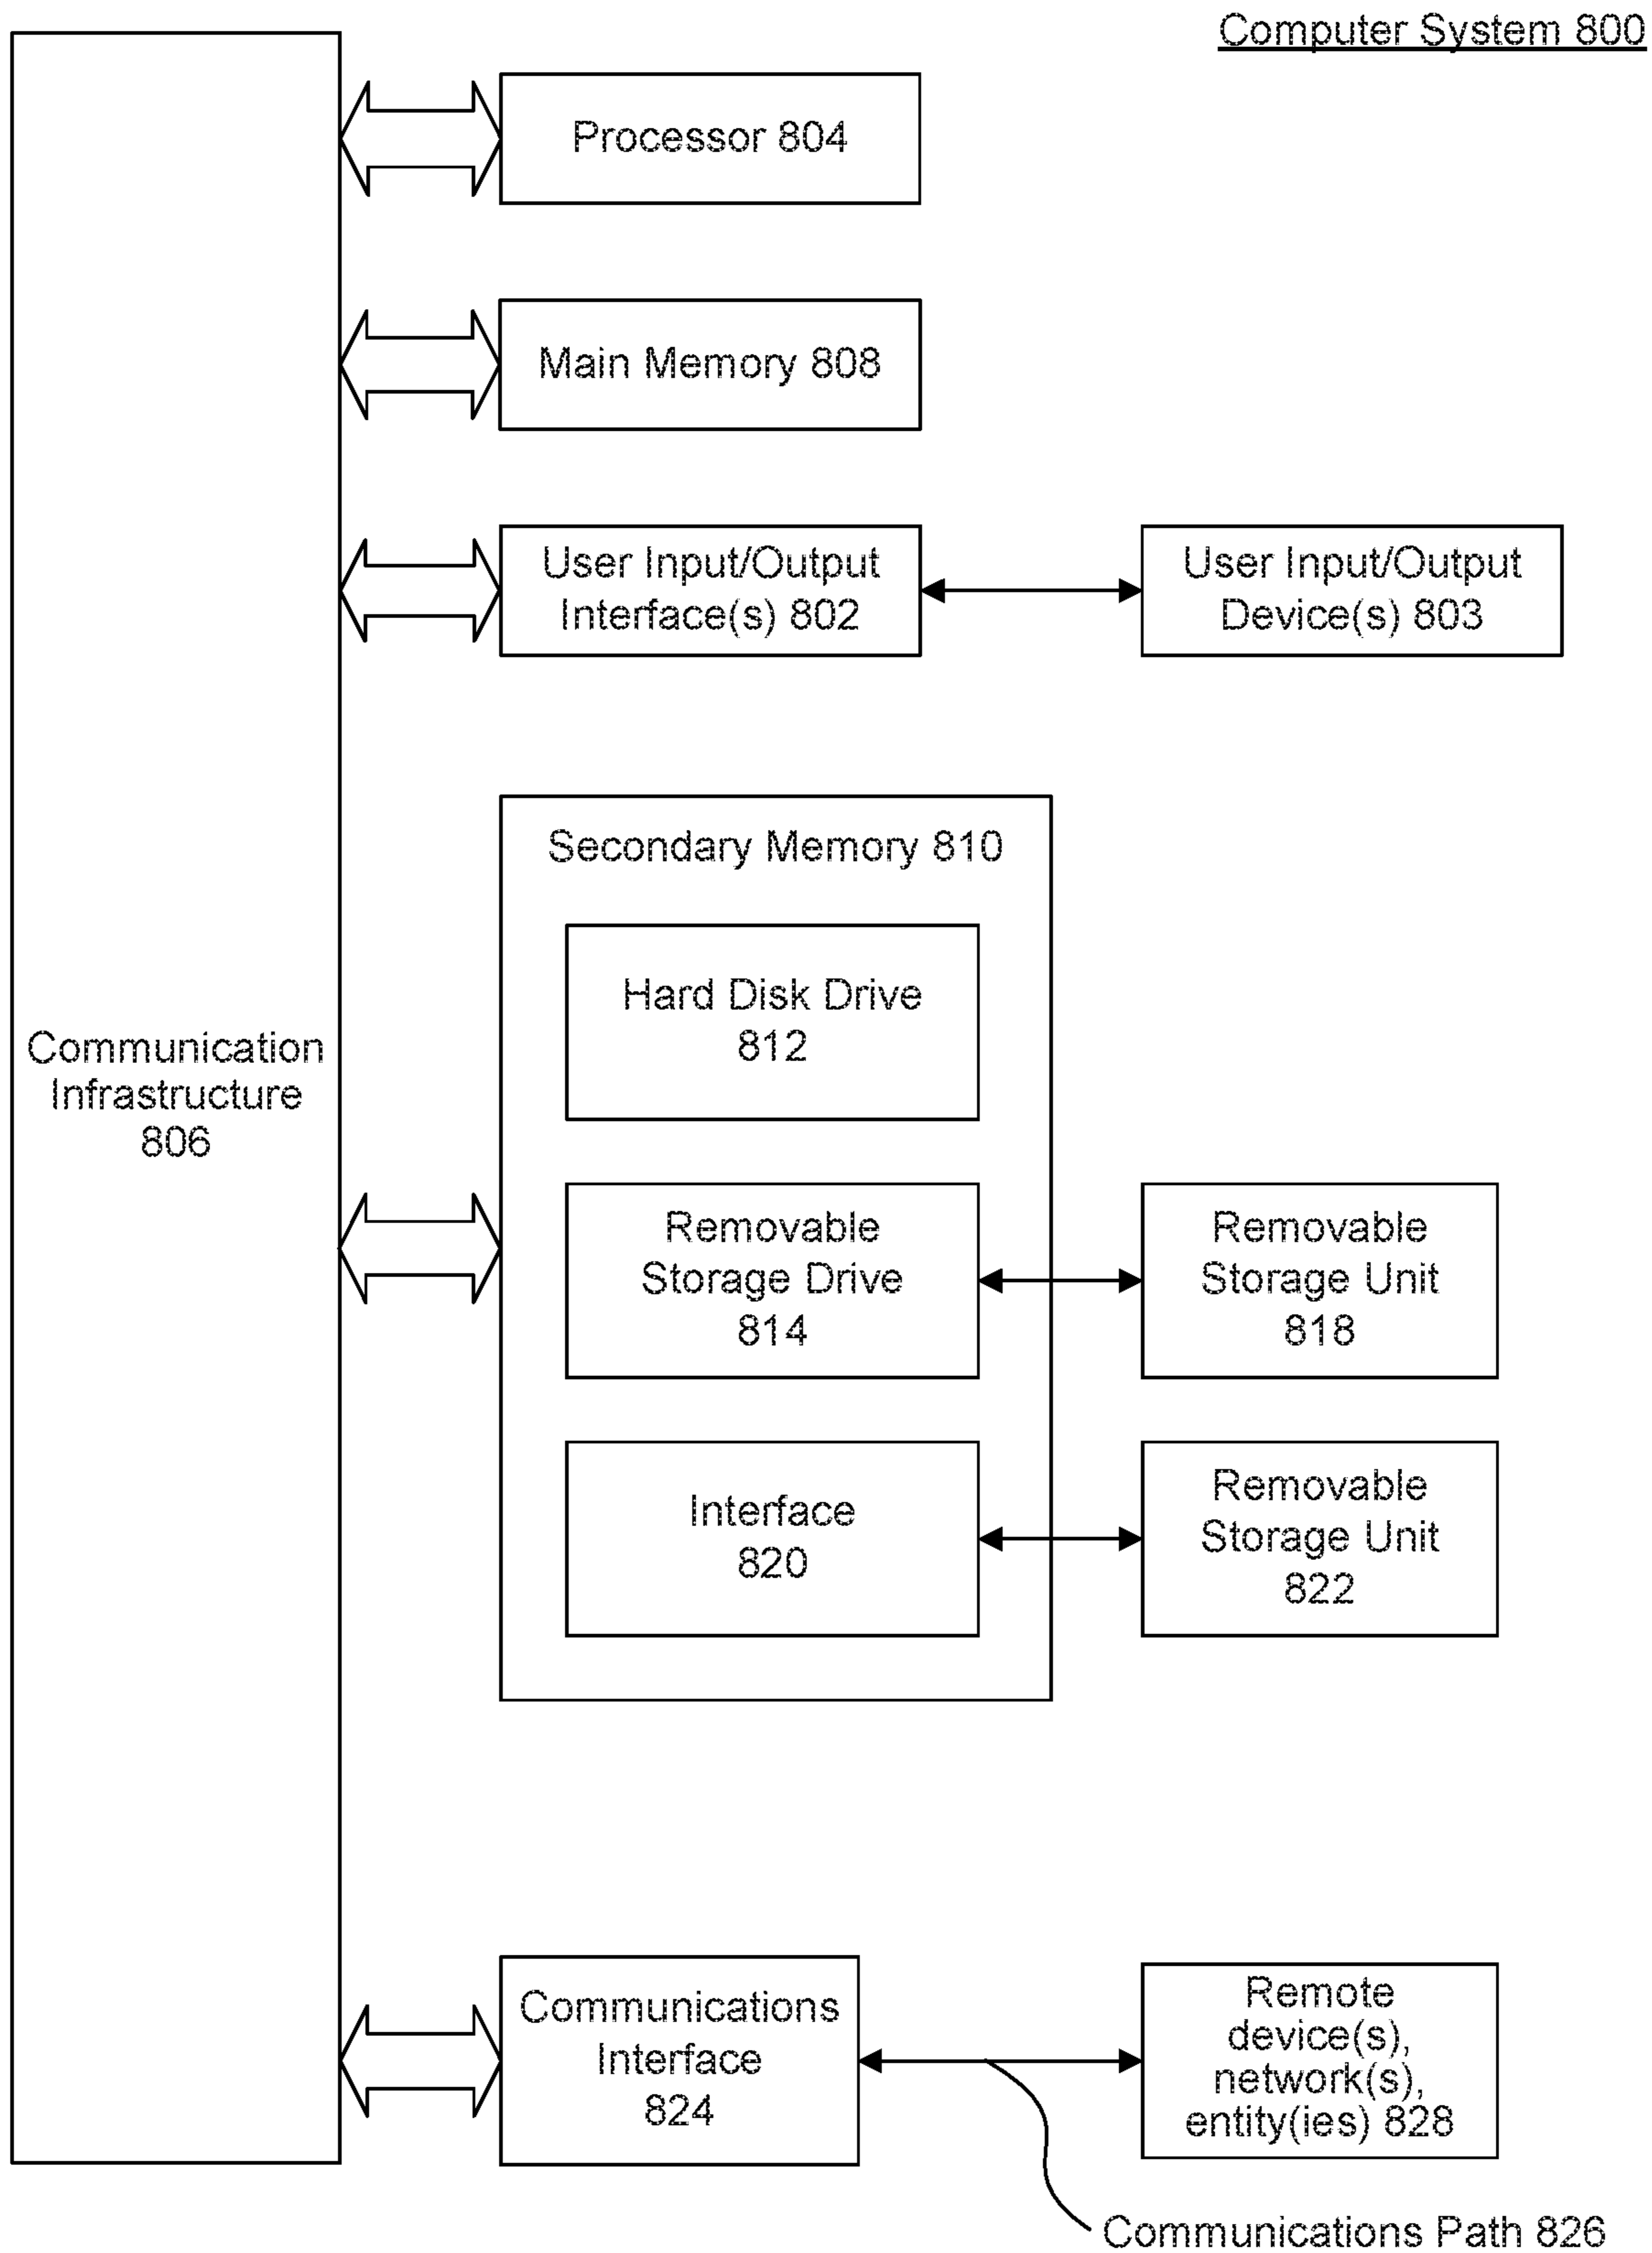 Computer System 800
Processor 804
Main Memory 808
User Input/Output
Interface(s) 802
User Input/Output
Device(s) 803
Secondary Memory 810
Hard Disk Drive
812
Communication
Infrastructure
806
Removable
Storage Drive
814
Removable
Storage Unit
818
Interface
820
Removable
Storage Unit
822
Communications
Interface
824
Remote
device(s),
network(s),
entity(ies) 828
Communications Path 826